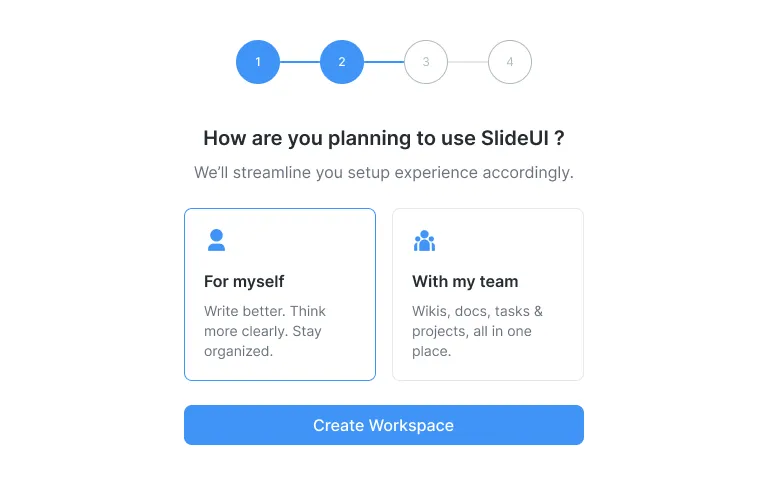 1 2 3 4
How are you planning to use SlideUI ?
We’ll streamline you setup experience accordingly.
For myself
Write better. Think
more clearly. Stay
organized.
With my team
Wikis, docs, tasks &
projects, all in one
place.
Create Workspace